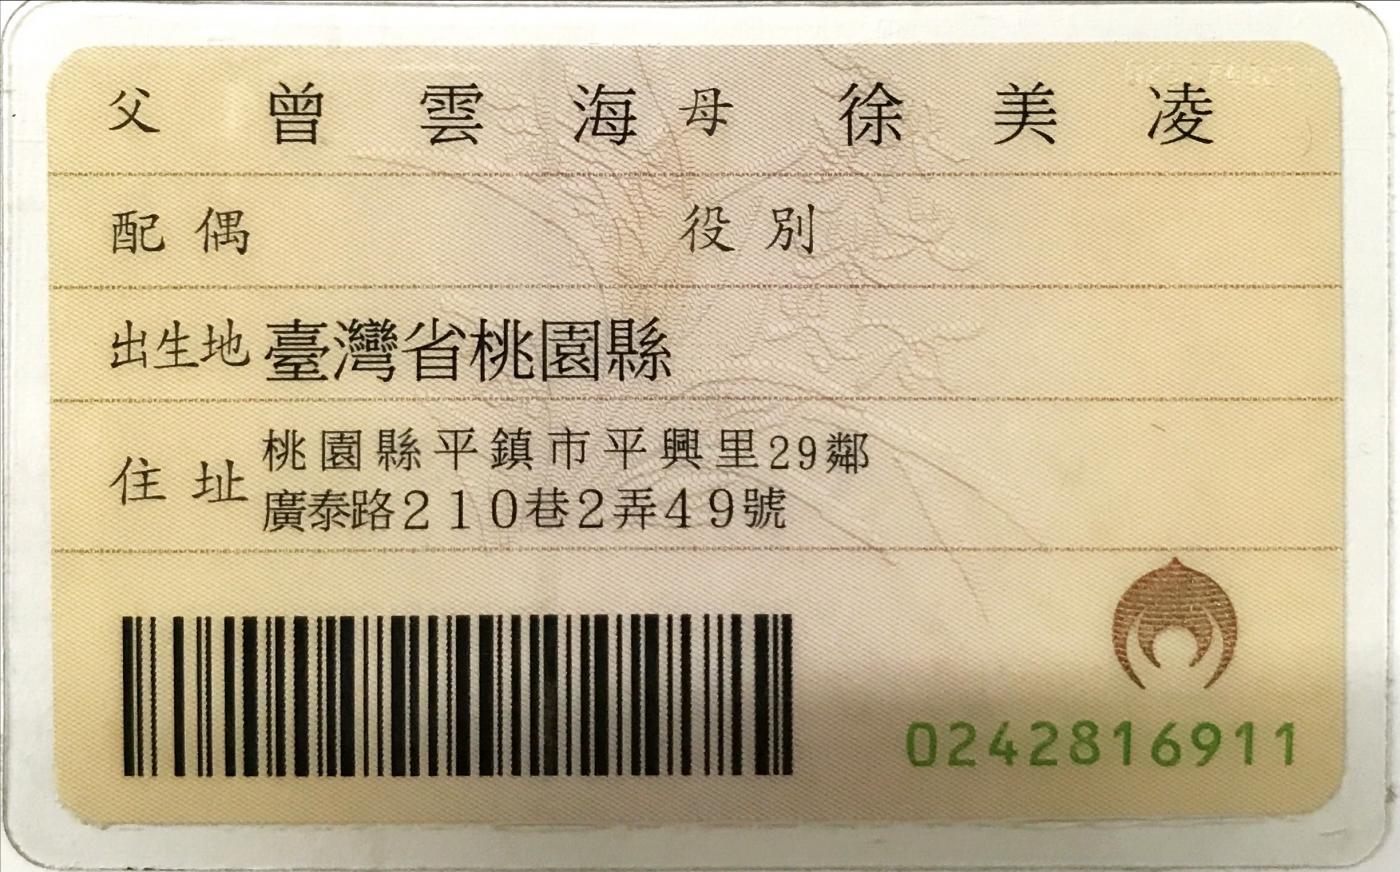 父 曾 雲 海 母 徐 美 凌
配偶 役別
出生地 臺灣省桃園縣
住址 桃園縣平鎮市平興里29鄰
廣泰路210巷2弄49號
0242816911